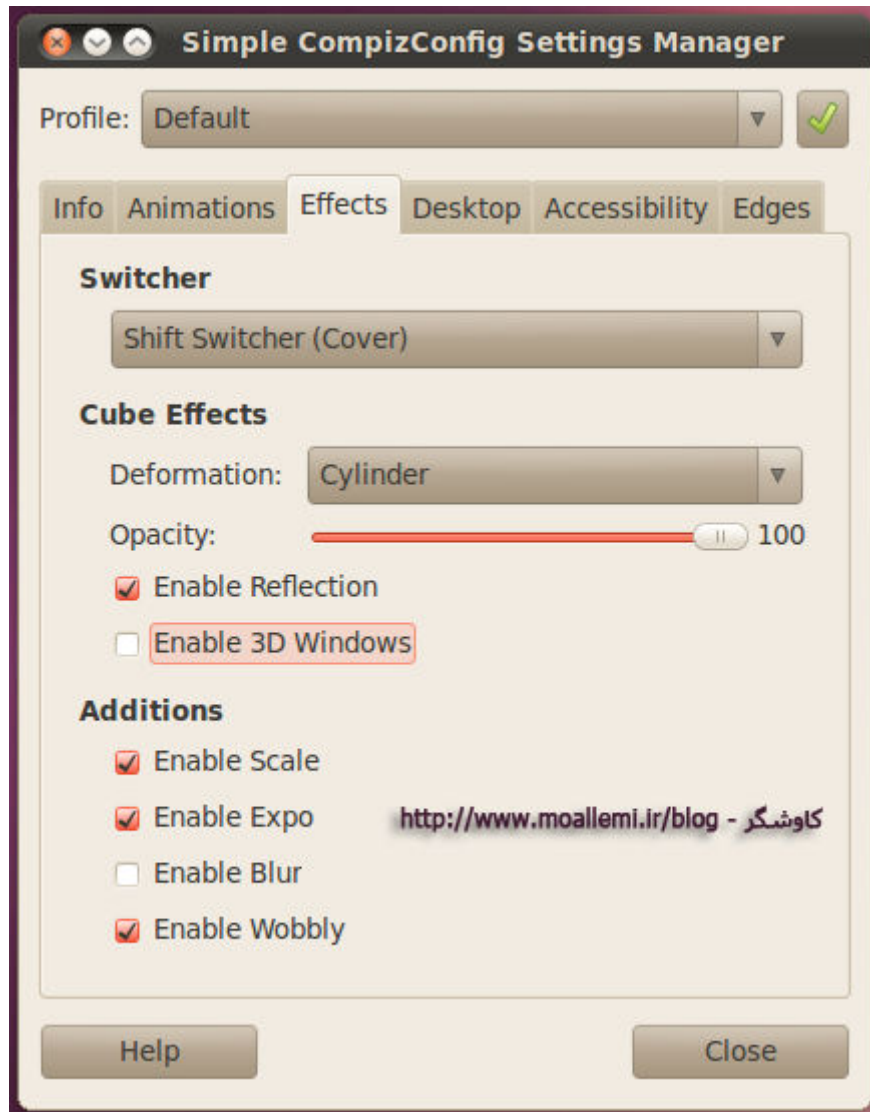 Simple CompizConfig Settings Manager
Profile: Default
Info Animations Effects Desktop Accessibility Edges
Switcher
Shift Switcher (Cover)
Cube Effects
Deformation: Cylinder
Opacity: 100
Enable Reflection
Enable 3D Windows
Additions
Enable Scale
Enable Expo
کاوشگر - http://www.moallemi.ir/blog
Enable Blur
Enable Wobbly
Help Close